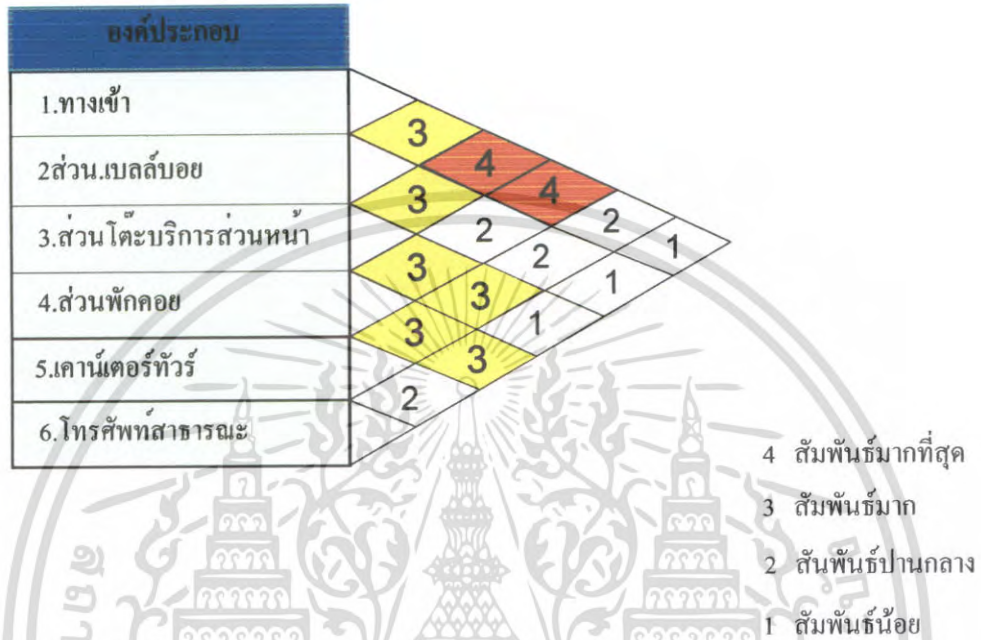 องค์ประกอบ
1.ทางเข้า
2ส่วน.เบลล์บอย
3.ส่วนโต๊ะบริการส่วนหน้า
4.ส่วนพักคอย
5.เคาน์เตอร์ทัวร์
6.โทรศัพท์สาธารณะ
3
4
3
4
2
2
3
2
1
3
1
3
1
3
2
4 สัมพันธ์มากที่สุด
3 สัมพันธ์มาก
2 สันพันธ์ปานกลาง
1 สัมพันธ์น้อย